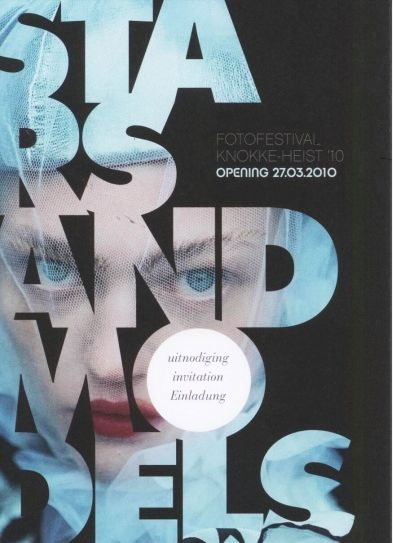 STA
RS
AND
MO
DELS
FOTOFESTIVAL
KNOKKE-HEIST '10
OPENING 27.03.2010
uitnodiging
invitation
Einladung